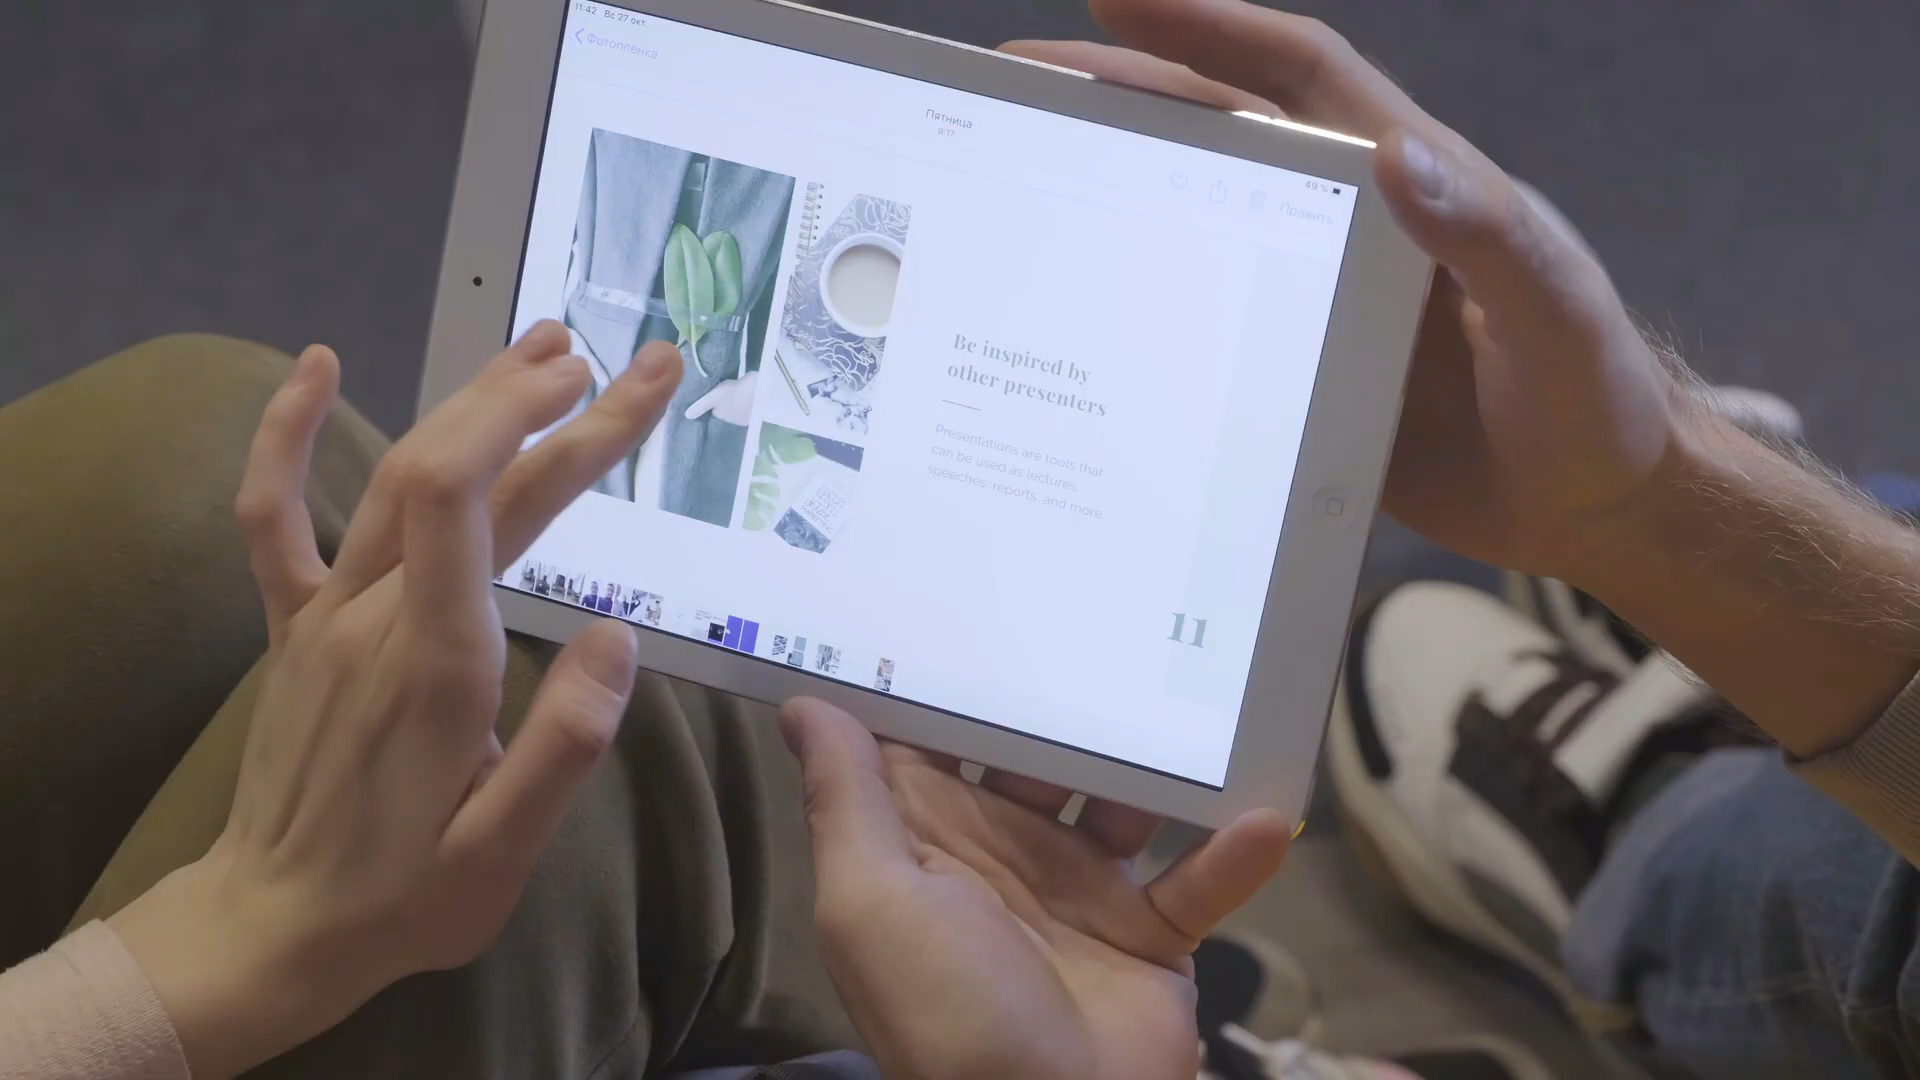 11:42 Вс 27 окт.
49 %
Фотопленка
Пятница
9:17
Править
Be inspired by
other presenters
Presentations are tools that
can be used as lectures,
speeches, reports, and more.
11